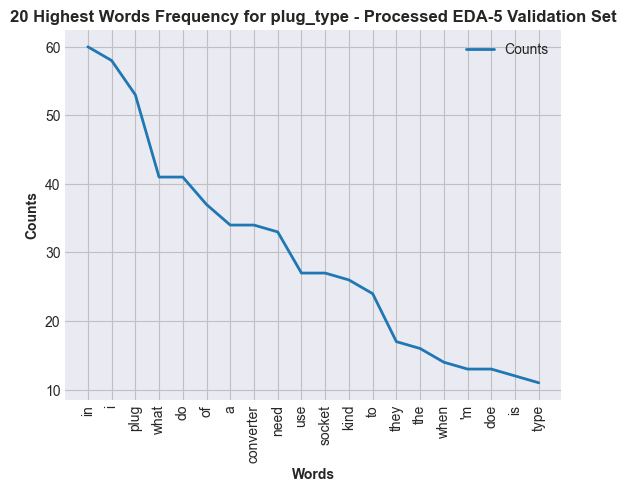 20 Highest Words Frequency for plug_type - Processed EDA-5 Validation Set
Counts
60
50
40
30
20
10
Counts
in
i
plug
what
do
of
a
converter
need
use
socket
kind
to
they
the
when
'm
doe
is
type
Words